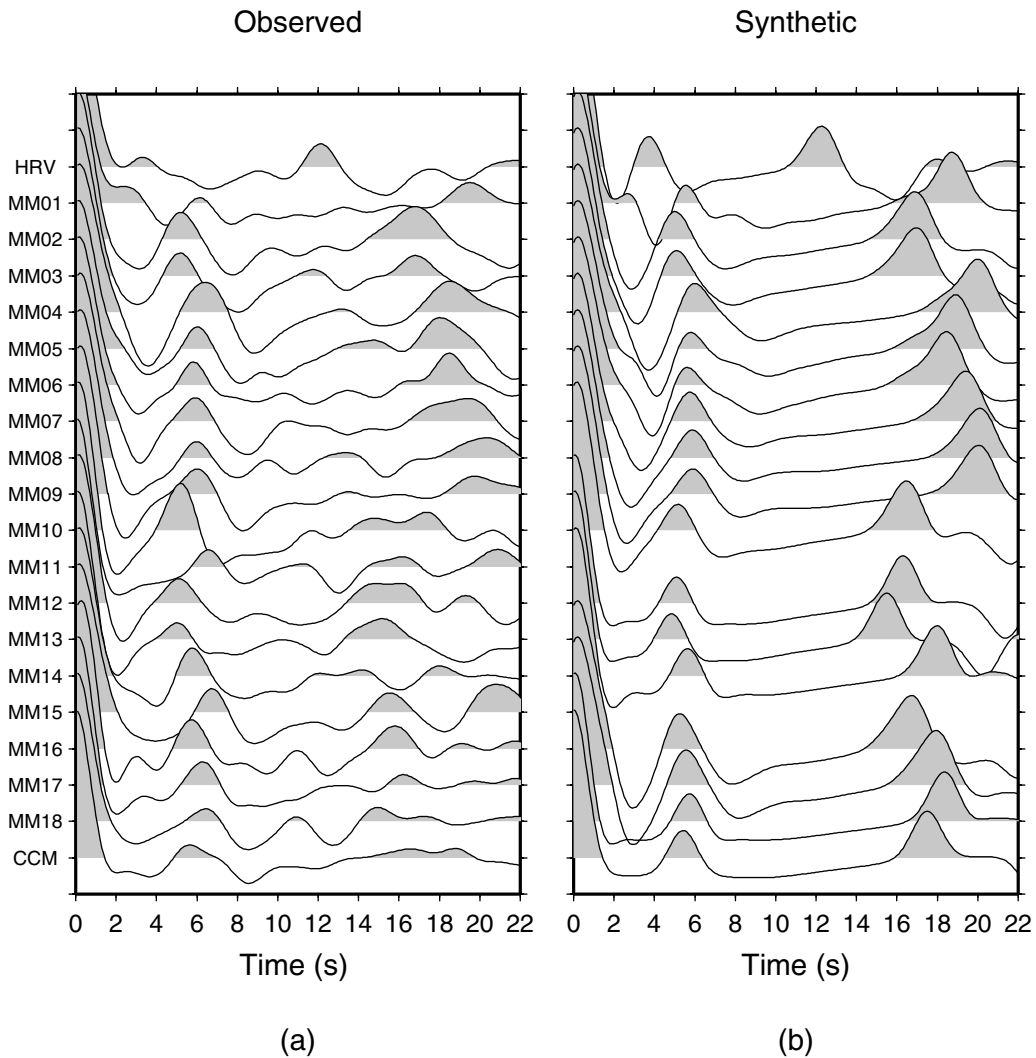 Observed Synthetic
HRV
MM01
MM02
MM03
MM04
MM05
MM06
MM07
MM08
MM09
MM10
MM11
MM12
MM13
MM14
MM15
MM16
MM17
MM18
CCM
0 2 4 6 8 10 12 14 16 18 20 22 0 2 4 6 8 10 12 14 16 18 20 22
Time (s) Time (s)
(a) (b)